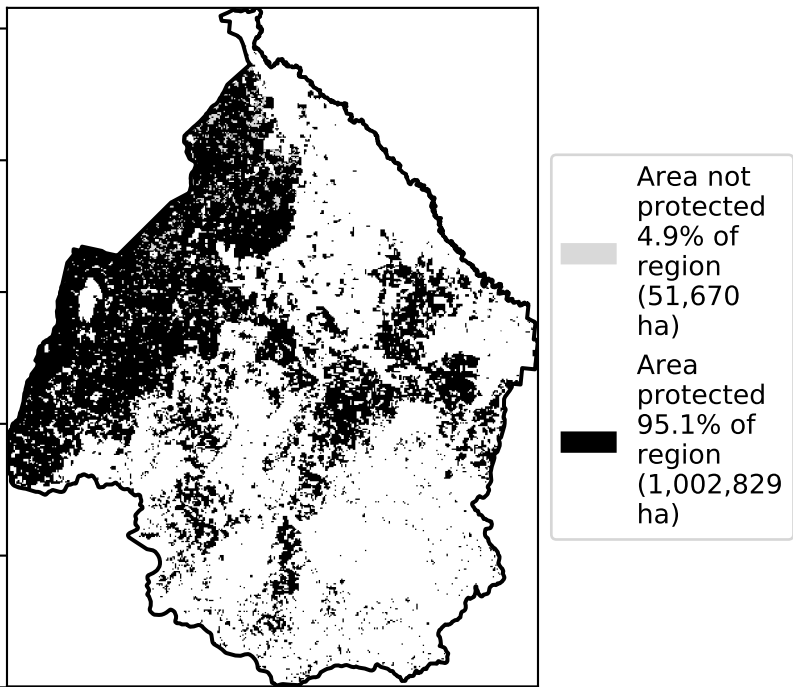 Area not
protected
4.9% of
region
(51,670
ha)
Area
protected
95.1% of
region
(1,002,829
ha)